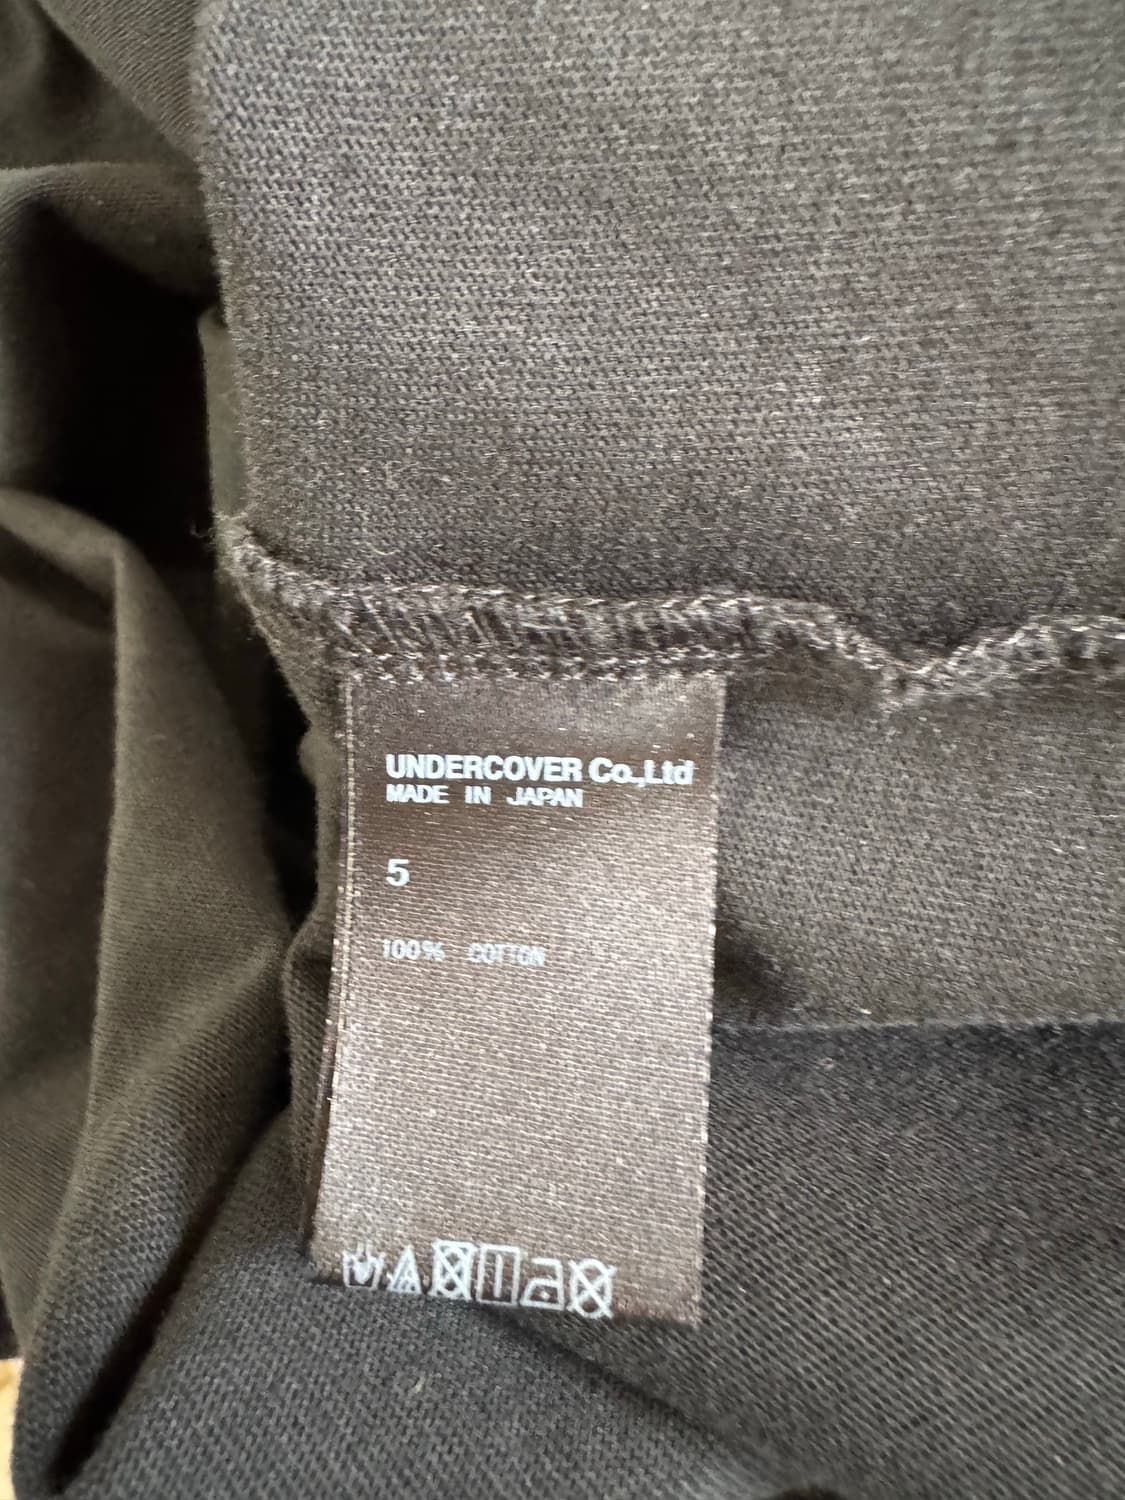 UNDERCOVER Co.,Ltd
MADE IN JAPAN
5
100% COTTON